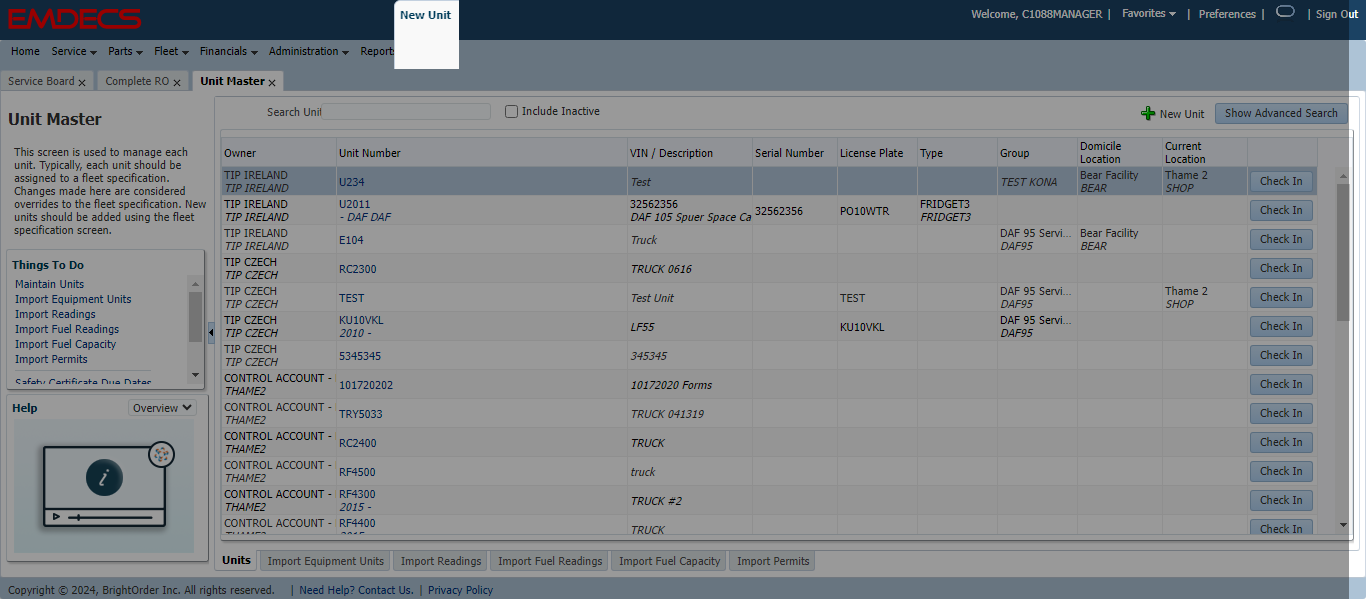 EMDECS
New Unit
Welcome, C1088MANAGER | Favorites | Preferences | | Sign Out
Home Service Parts Fleet Financials Administration Report
Service Board x Complete RO x Unit Master x
Unit Master
This screen is used to manage each
unit. Typically, each unit should be
assigned to a fleet specification.
Changes made here are considered
overrides to the fleet specification. New
units should be added using the fleet
specification screen.
Things To Do
Maintain Units
Import Equipment Units
Import Readings
Import Fuel Readings
Import Fuel Capacity
Import Permits
Safety Certificate Due Dates
Help Overview
i
Search Unit Include Inactive New Unit Show Advanced Search
Owner Unit Number VIN / Description Serial Number License Plate Type Group Domicile Location Current Location
TIP IRELAND U234 Test TEST KONA Bear Facility Thame 2 Check In
TIP IRELAND BEAR SHOP
TIP IRELAND U2011 32562356 32562356 PO10WTR FRIDGET3 Check In
TIP IRELAND - DAF DAF DAF 105 Spuer Space Ca FRIDGET3
TIP IRELAND E104 Truck DAF 95 Servi... Bear Facility Check In
TIP IRELAND DAF95 BEAR
TIP CZECH RC2300 TRUCK 0616 Check In
TIP CZECH
TIP CZECH TEST Test Unit TEST DAF 95 Servi... Thame 2 Check In
TIP CZECH DAF95 SHOP
TIP CZECH KU10VKL LF55 KU10VKL DAF 95 Servi... Check In
TIP CZECH 2010 - DAF95
TIP CZECH 5345345 345345 Check In
TIP CZECH
CONTROL ACCOUNT - 101720202 10172020 Forms Check In
THAME2
CONTROL ACCOUNT - TRY5033 TRUCK 041319 Check In
THAME2
CONTROL ACCOUNT - RC2400 TRUCK Check In
THAME2
CONTROL ACCOUNT - RF4500 truck Check In
THAME2
CONTROL ACCOUNT - RF4300 TRUCK #2 Check In
THAME2 2015 -
CONTROL ACCOUNT - RF4400 TRUCK Check In
Units Import Equipment Units Import Readings Import Fuel Readings Import Fuel Capacity Import Permits
Copyright © 2024, BrightOrder Inc. All rights reserved. | Need Help? Contact Us. | Privacy Policy